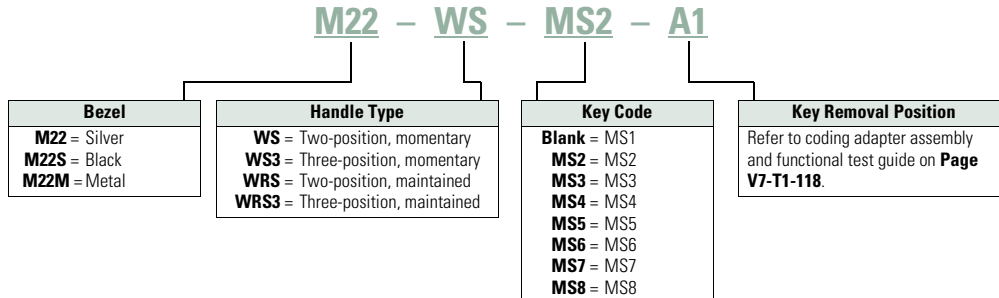 M22 – WS – MS2 – A1
Bezel
M22 = Silver
M22S = Black
M22M = Metal
Handle Type
WS = Two-position, momentary
WS3 = Three-position, momentary
WRS = Two-position, maintained
WRS3 = Three-position, maintained
Key Code
Blank = MS1
MS2 = MS2
MS3 = MS3
MS4 = MS4
MS5 = MS5
MS6 = MS6
MS7 = MS7
MS8 = MS8
Key Removal Position
Refer to coding adapter assembly
and functional test guide on Page
V7-T1-118.